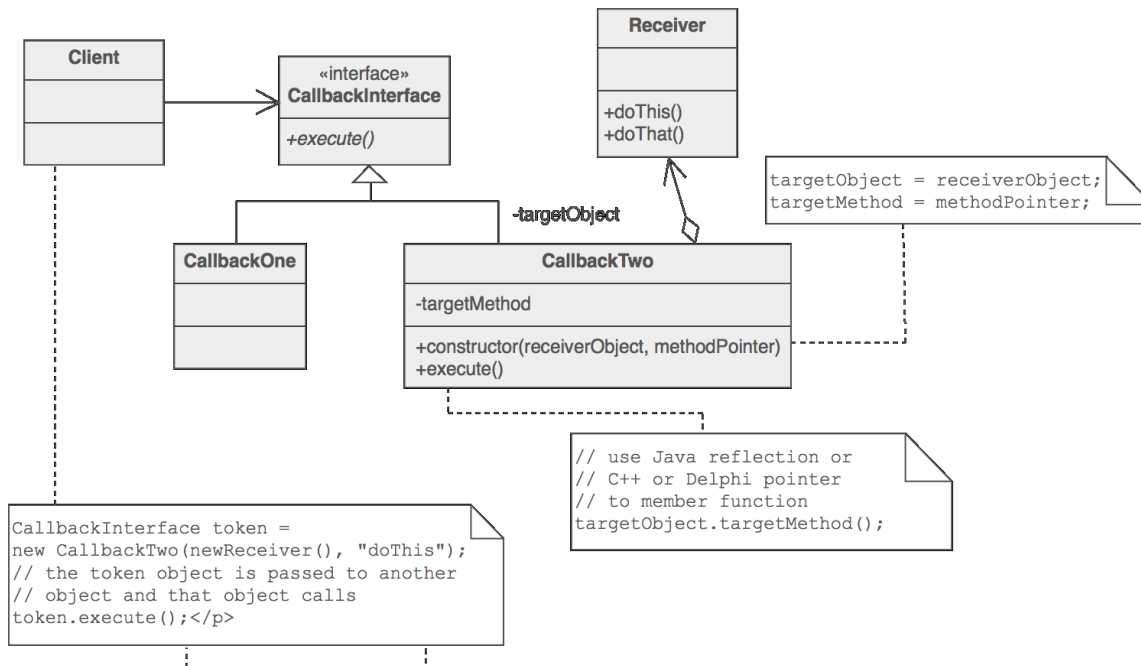 Client
«interface»
CallbackInterface
+execute()
Receiver
+doThis()
+doThat()
targetObject = receiverObject;
targetMethod = methodPointer;
-targetObject
CallbackOne
CallbackTwo
-targetMethod
+constructor(receiverObject, methodPointer)
+execute()
// use Java reflection or
// C++ or Delphi pointer
// to member function
targetObject.targetMethod();
CallbackInterface token =
new CallbackTwo(newReceiver(), "doThis");
// the token object is passed to another
// object and that object calls
token.execute();</p>